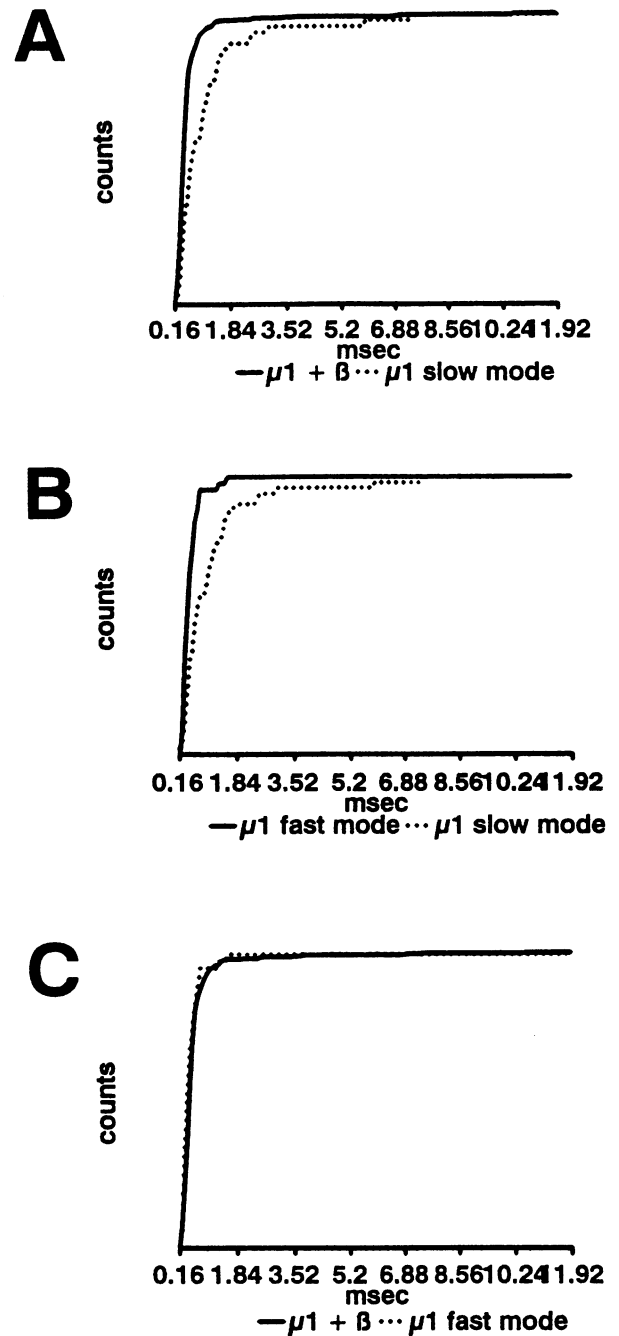 A
counts
0.16 1.84 3.52 5.2 6.88 8.56 10.24 11.92
msec
— µ1 + ß ··· µ1 slow mode
B
counts
0.16 1.84 3.52 5.2 6.88 8.56 10.24 11.92
msec
— µ1 fast mode ··· µ1 slow mode
C
counts
0.16 1.84 3.52 5.2 6.88 8.56 10.24 11.92
msec
— µ1 + ß ··· µ1 fast mode